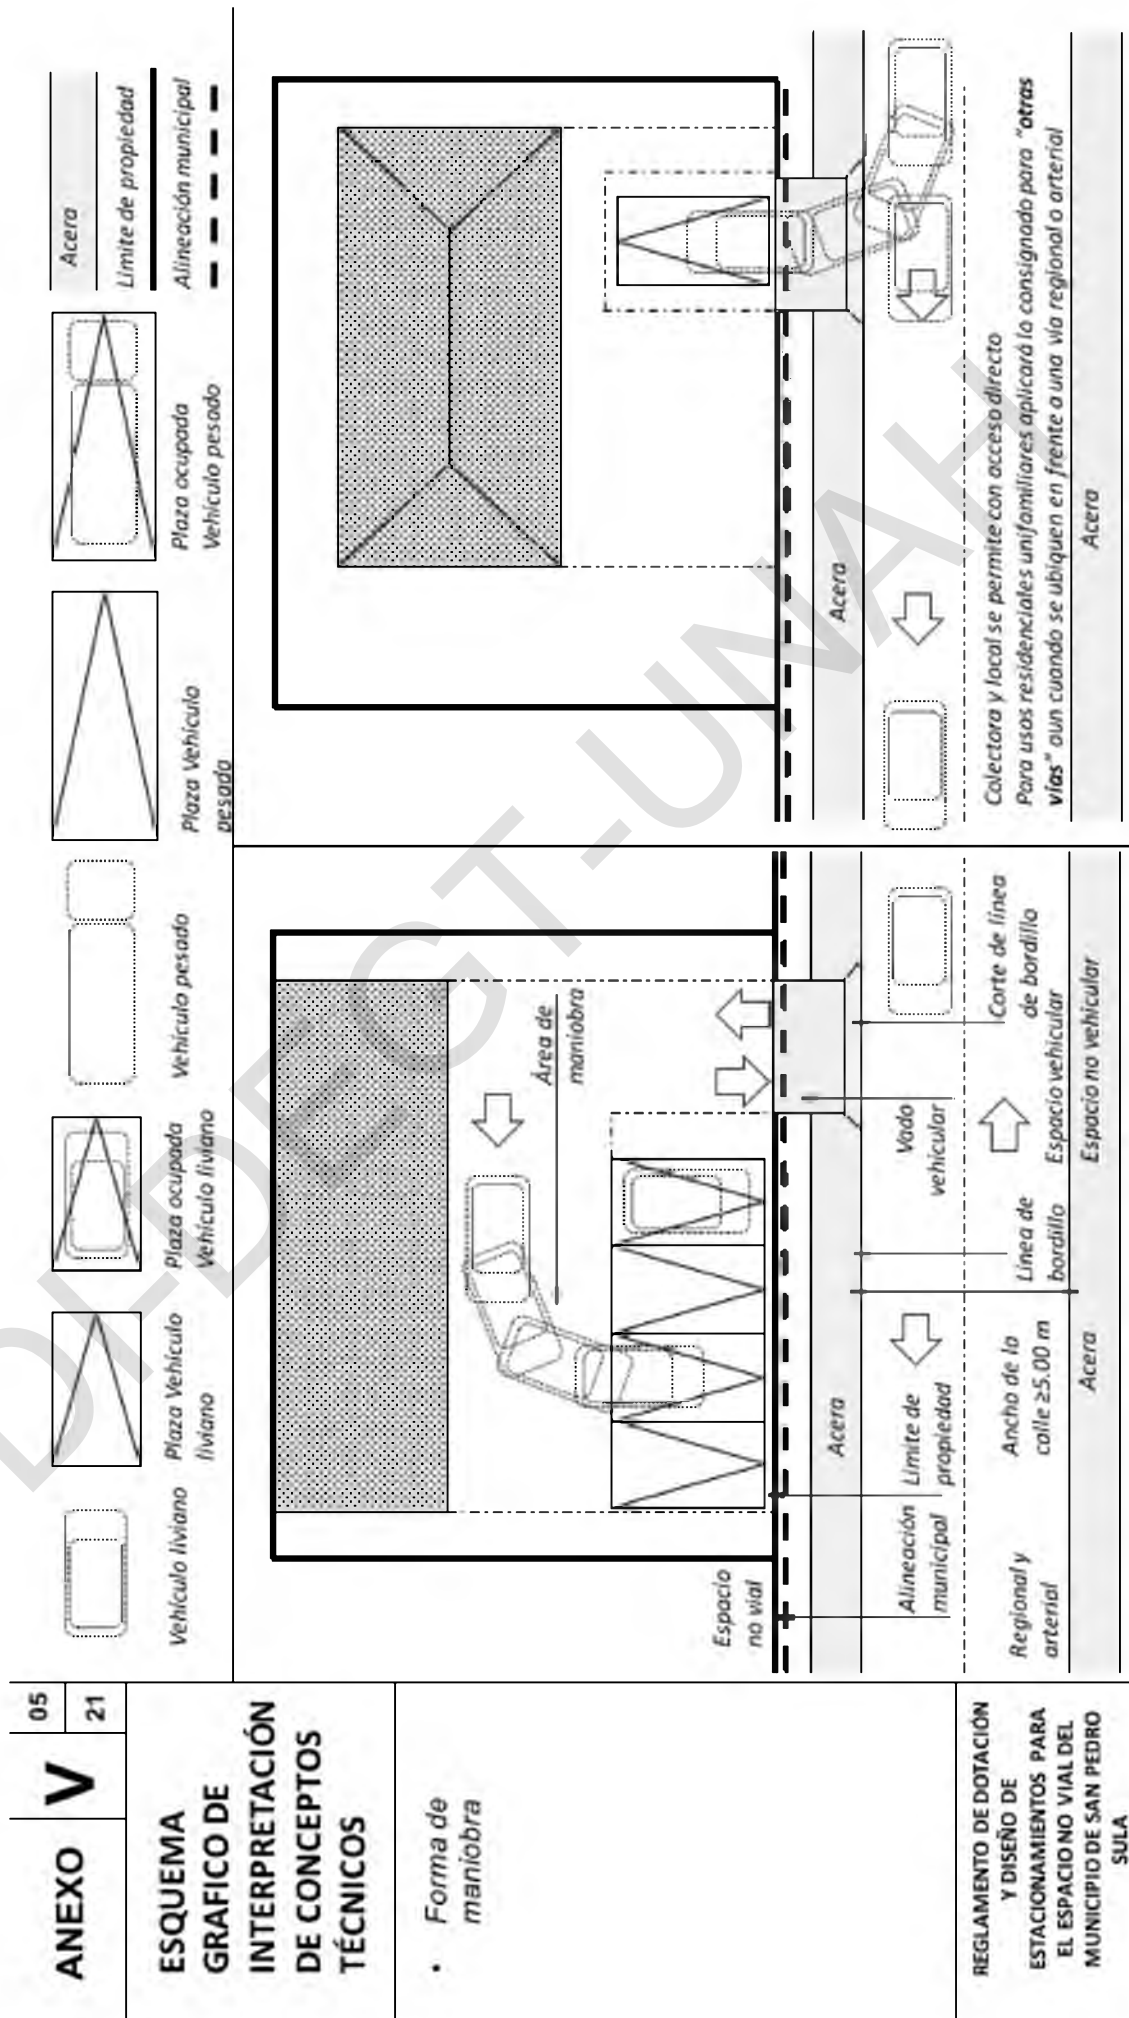 ANEXO
V
05
21
ESQUEMA
GRAFICO DE
INTERPRETACIÓN
DE CONCEPTOS
TÉCNICOS
• Forma de
maniobra
REGLAMENTO DE DOTACIÓN
Y DISEÑO DE
ESTACIONAMIENTOS PARA
EL ESPACIO NO VIAL DEL
MUNICIPIO DE SAN PEDRO
SULA
Vehículo liviano
Plaza Vehículo
liviano
Plaza ocupada
Vehículo liviano
Vehículo pesado
Plaza Vehículo
pesado
Plaza ocupada
Vehículo pesado
Acera
Límite de propiedad
Alineación municipal
Área de
maniobra
Espacio
no vial
Acera
Alineación
municipal
Límite de
propiedad
Vado
vehicular
Regional y
arterial
Ancho de la
calle ≥5.00 m
Línea de
bordillo
Corte de línea
de bordillo
Espacio vehicular
Espacio no vehicular
Acera
Acera
Colectora y local se permite con acceso directo
Para usos residenciales unifamiliares aplicará lo consignado para "otras
vías" aun cuando se ubiquen en frente a una vía regional o arterial
Acera
DI-DEGT-UNAH